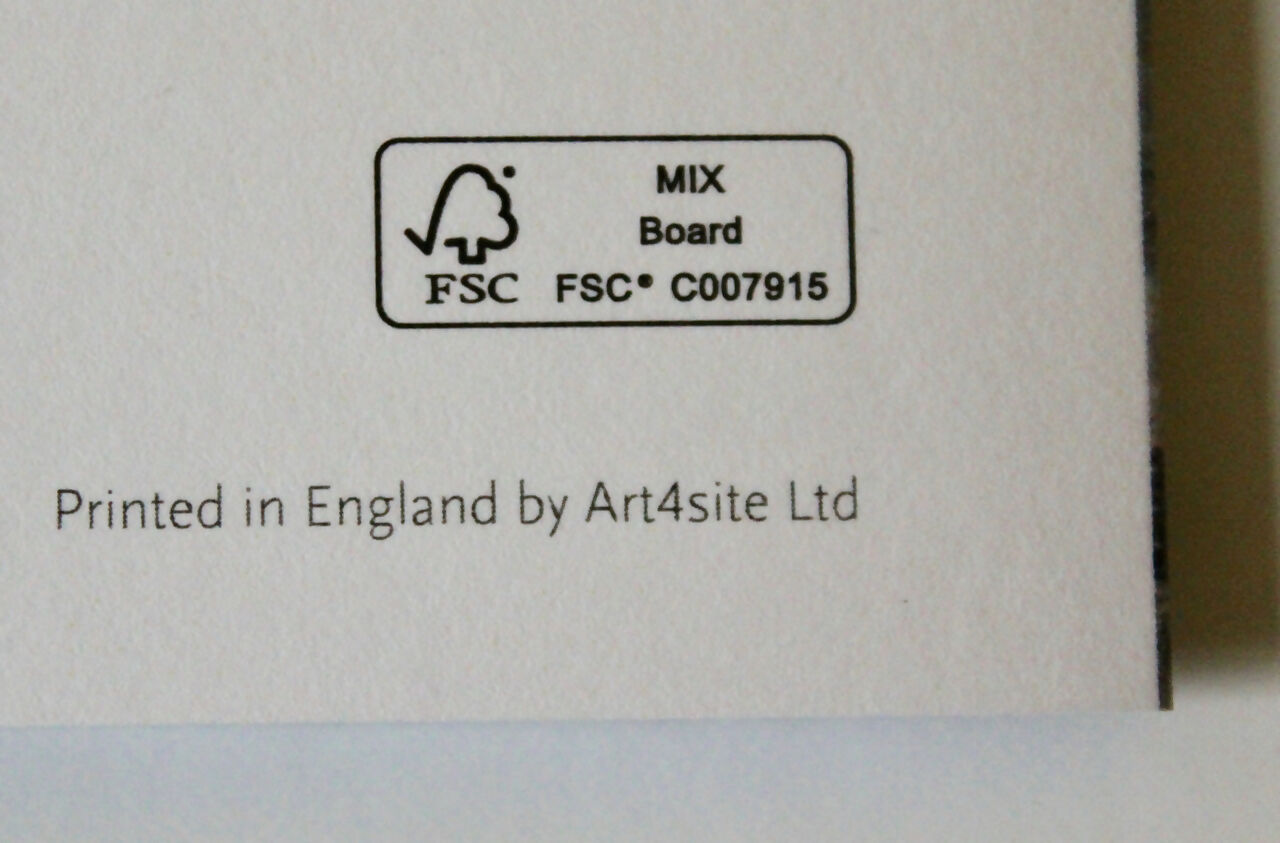 MIX
Board
FSC FSC® C007915
Printed in England by Art4site Ltd